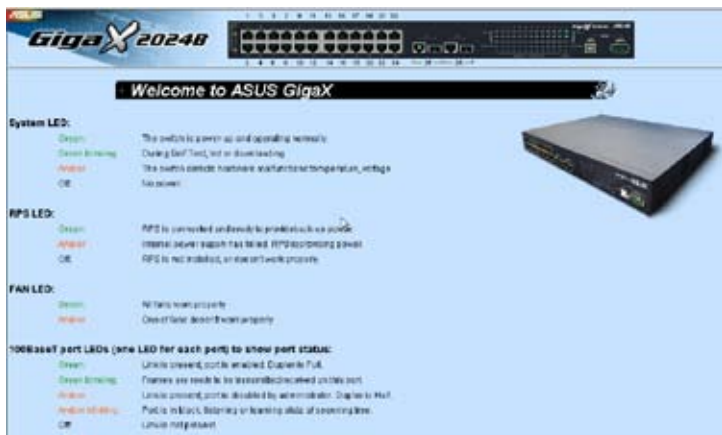 ASUS
GigaX 2024B
Welcome to ASUS GigaX
System LED:
Green The switch is power up and operating normally
Green blinking During Self Test, Init or downloading
Amber The switch detects hardware malfunction: temperature, voltage
Off No power
RPS LED:
Green RPS is connected and ready to provide back-up power.
Amber Internal power supply has failed. RPS is providing power.
Off RPS is not installed, or doesn't work properly.
FAN LED:
Green All fans work properly
Amber One of fans doesn't work properly
100BaseT port LEDs (one LED for each port) to show port status:
Green Link is present, port is enabled. Duplex is Full.
Green blinking Frames are ready to be transmitted/received on this port
Amber Link is present, port is disabled by administrator. Duplex is Half.
Amber blinking Port is in block, listening or learning state of spanning tree.
Off Link is not present